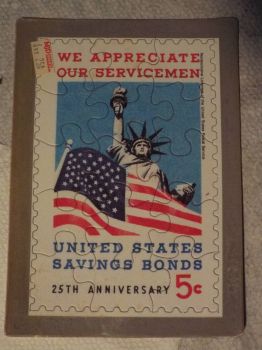 WE APPRECIATE
OUR SERVICEMEN
UNITED STATES
SAVINGS BONDS
25TH ANNIVERSARY 5c